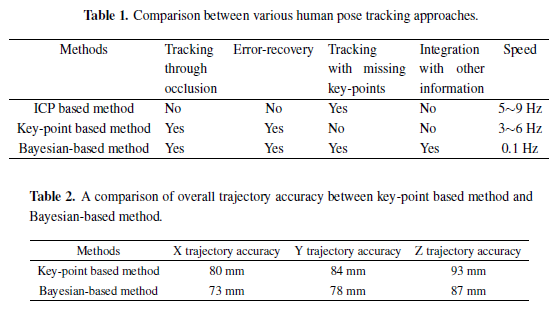 Table 1. Comparison between various human pose tracking approaches.
Methods Tracking Error-recovery Tracking Integration Speed
through with missing with other
occlusion key-points information
ICP based method No No Yes No 5~9 Hz
Key-point based method Yes Yes No No 3~6 Hz
Bayesian-based method Yes Yes Yes Yes 0.1 Hz
Table 2. A comparison of overall trajectory accuracy between key-point based method and
Bayesian-based method.
Methods X trajectory accuracy Y trajectory accuracy Z trajectory accuracy
Key-point based method 80 mm 84 mm 93 mm
Bayesian-based method 73 mm 78 mm 87 mm